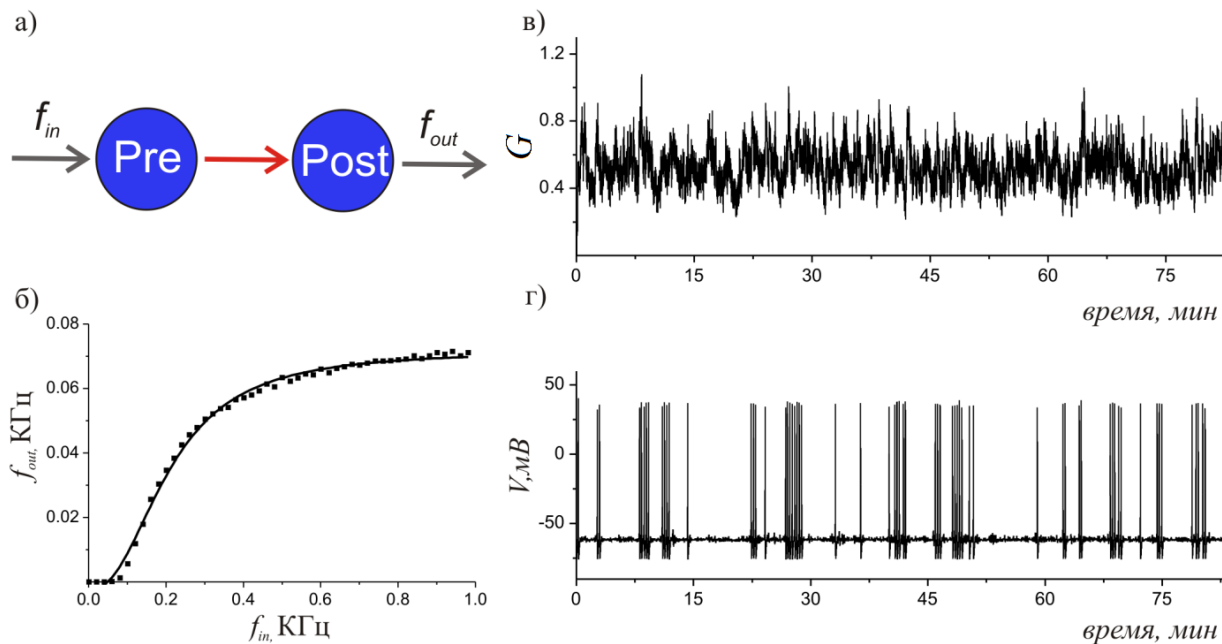 а)
f_in
Pre
Post
f_out
б)
0.08
0.06
0.04
0.02
f_out, КГц
0.0
0.2
0.4
0.6
0.8
1.0
f_in, КГц
в)
1.2
0.8
0.4
G
0
15
30
45
60
75
время, мин
г)
50
0
-50
V,мВ
0
15
30
45
60
75
время, мин